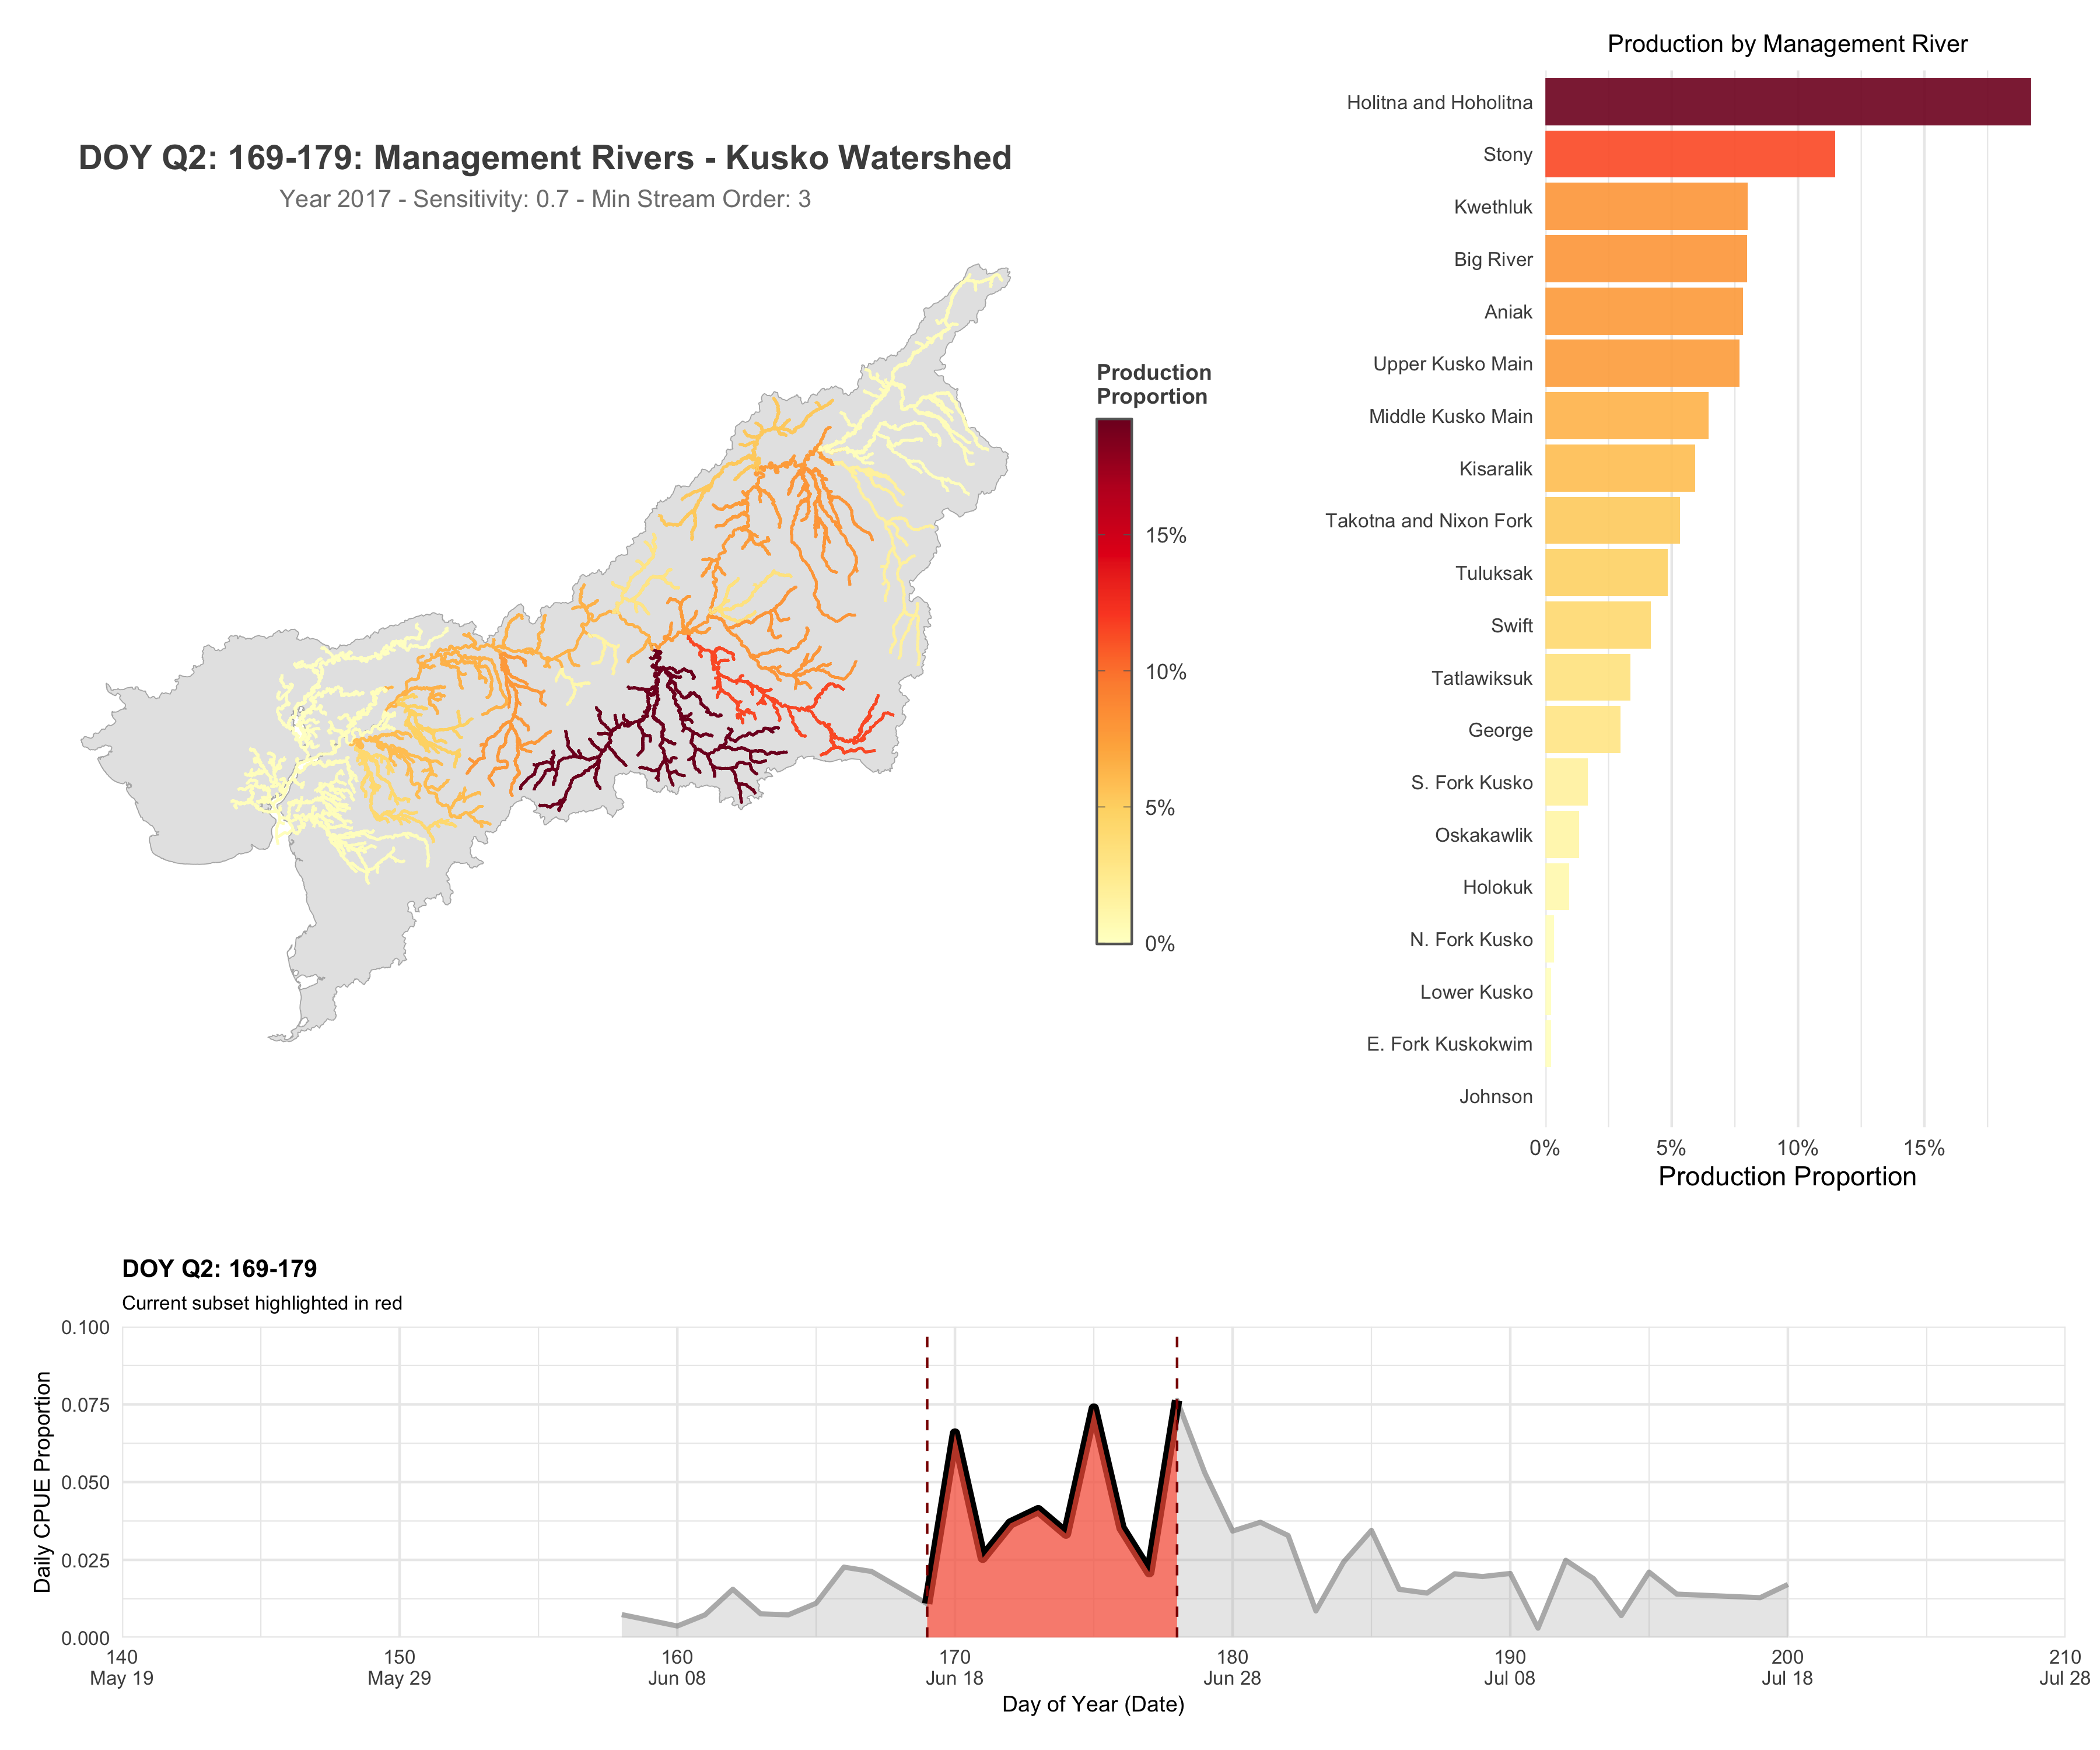 Production by Management River
Holitna and Hoholitna
Stony
Kwethluk
Big River
Aniak
Upper Kusko Main
Middle Kusko Main
Kisaralik
Takotna and Nixon Fork
Tuluksak
Swift
Tatlawiksuk
George
S. Fork Kusko
Oskakawlik
Holokuk
N. Fork Kusko
Lower Kusko
E. Fork Kuskokwim
Johnson
0% 5% 10% 15%
Production Proportion
DOY Q2: 169-179: Management Rivers - Kusko Watershed
Year 2017 - Sensitivity: 0.7 - Min Stream Order: 3
Production
Proportion
15%
10%
5%
0%
DOY Q2: 169-179
Current subset highlighted in red
Daily CPUE Proportion
0.100
0.075
0.050
0.025
0.000
140 150 160 170 180 190 200 210
May 19 May 29 Jun 08 Jun 18 Jun 28 Jul 08 Jul 18 Jul 28
Day of Year (Date)